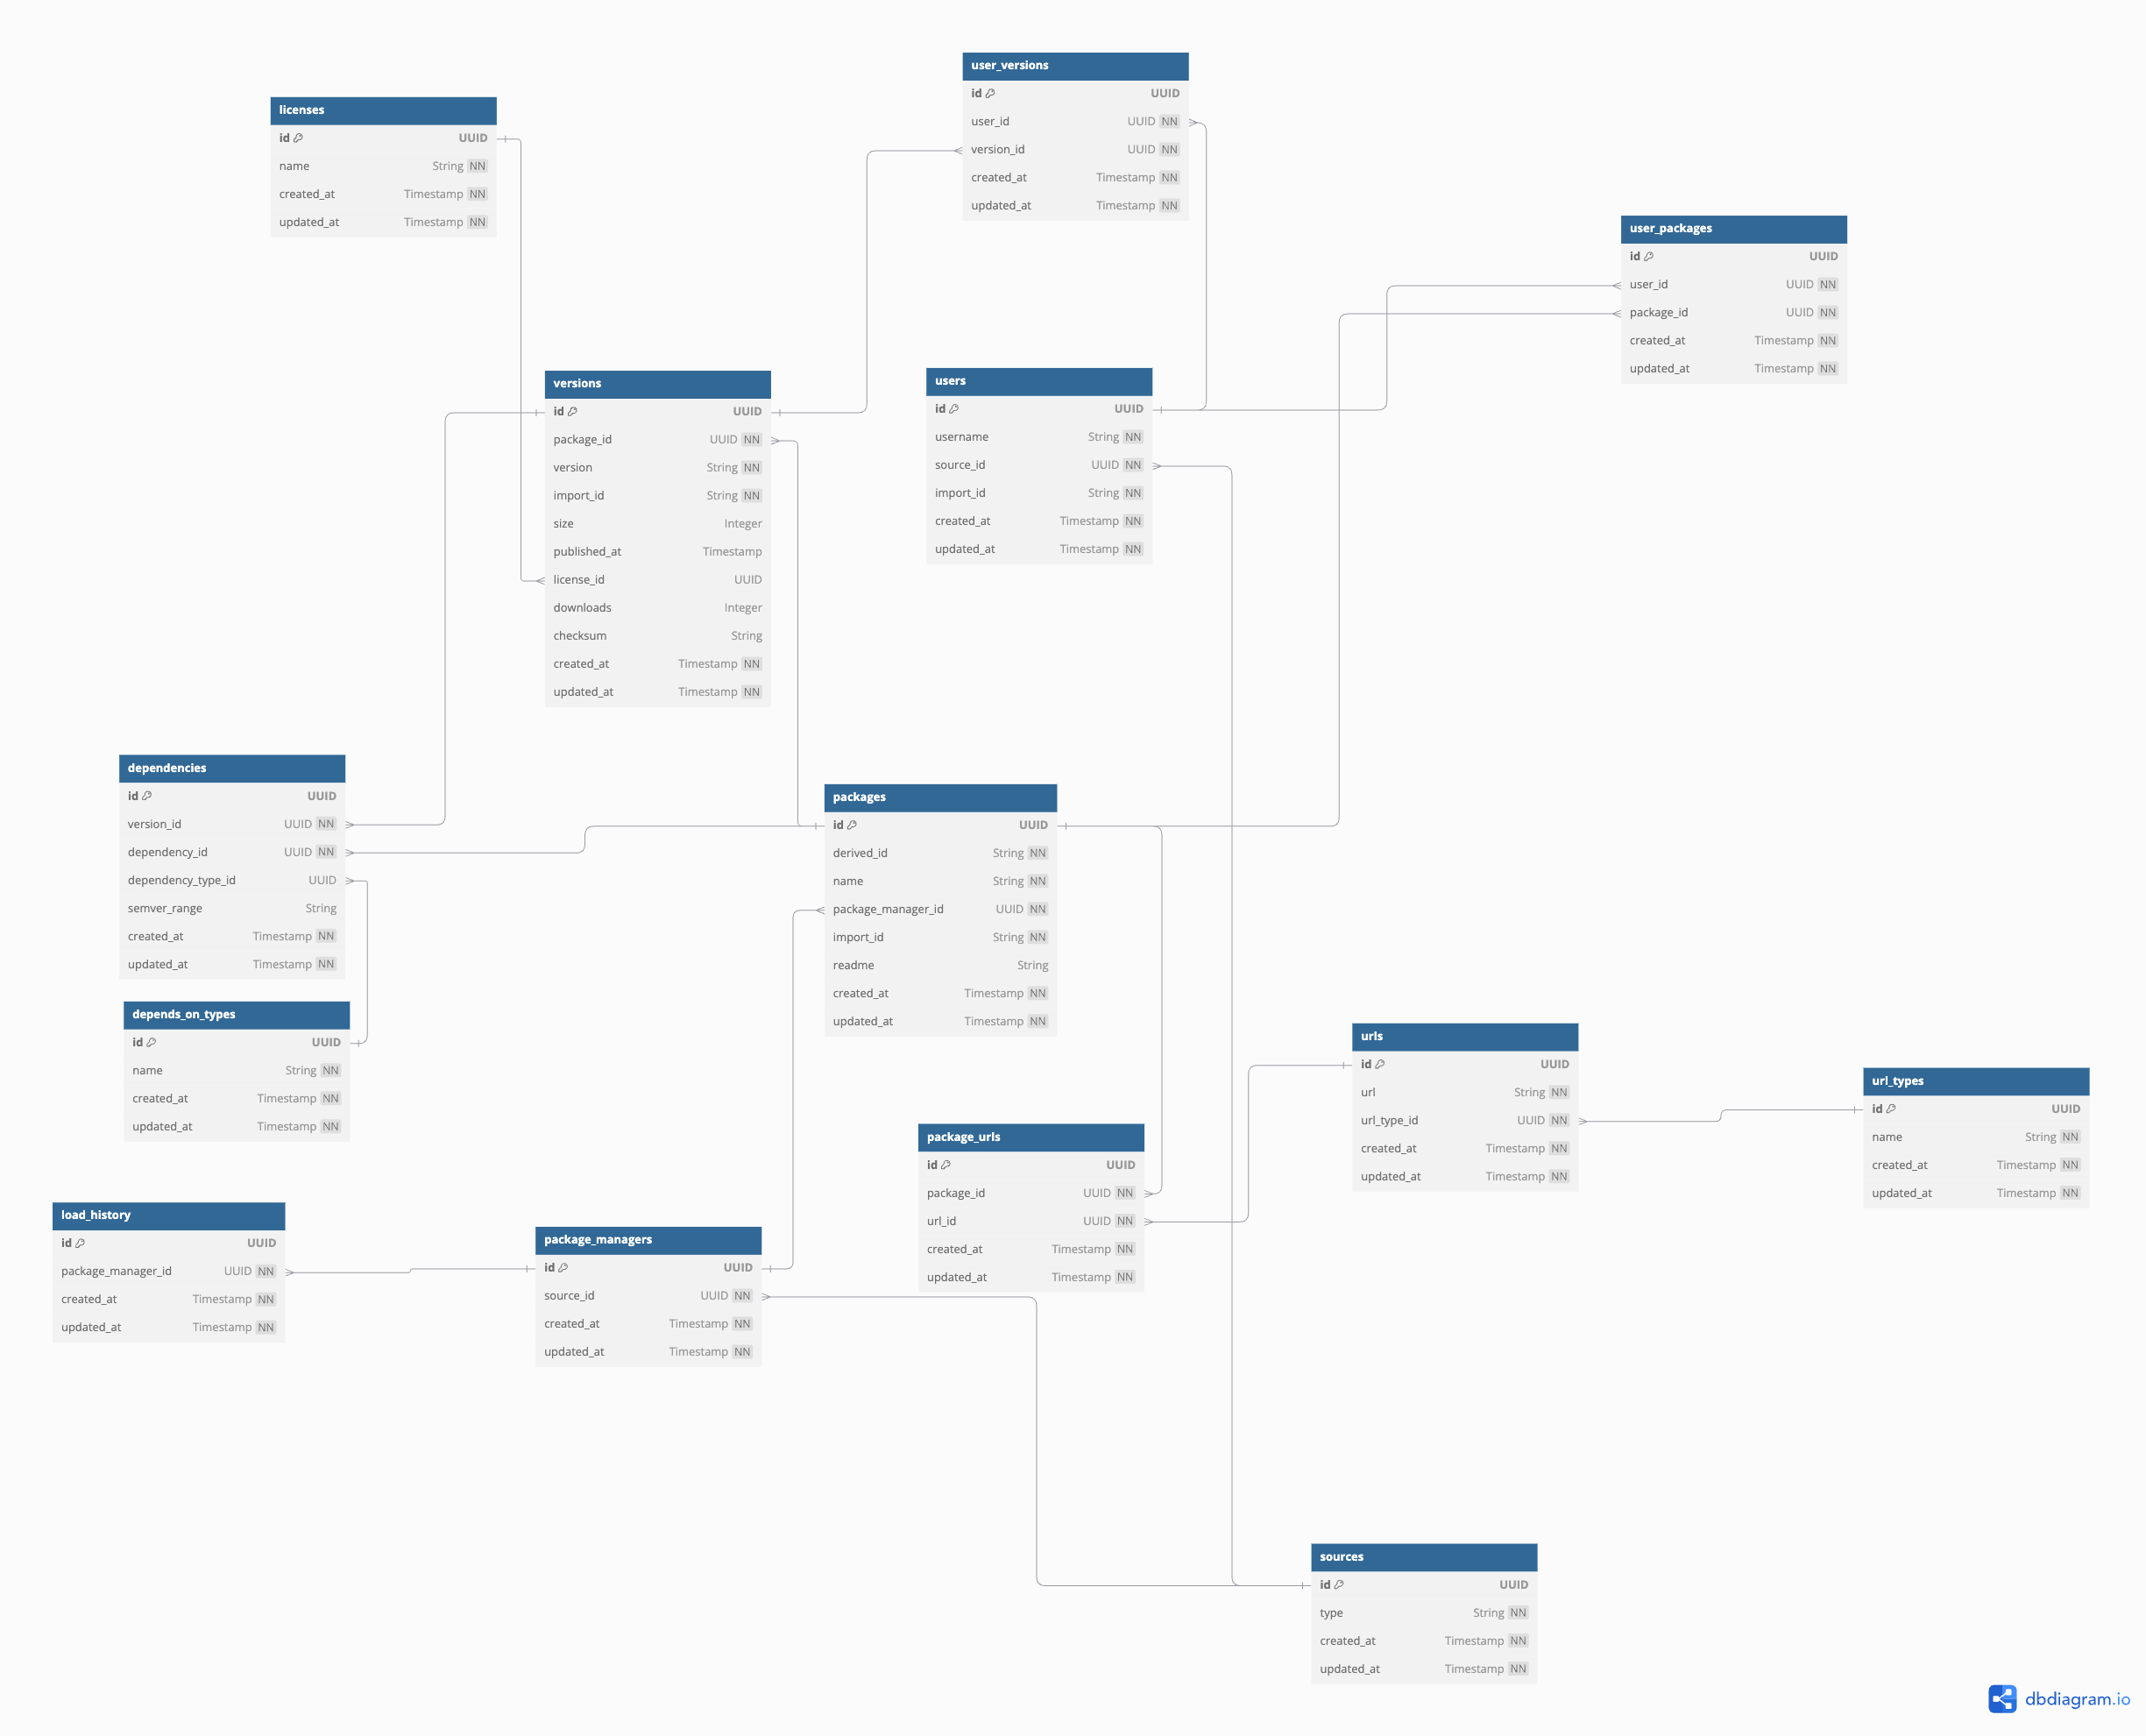 user_versions
id UUID
user_id UUID NN
version_id UUID NN
created_at Timestamp NN
updated_at Timestamp NN
licenses
id UUID
name String NN
created_at Timestamp NN
updated_at Timestamp NN
user_packages
id UUID
user_id UUID NN
package_id UUID NN
created_at Timestamp NN
updated_at Timestamp NN
versions
id UUID
package_id UUID NN
version String NN
import_id String NN
size Integer
published_at Timestamp
license_id UUID
downloads Integer
checksum String
created_at Timestamp NN
updated_at Timestamp NN
users
id UUID
username String NN
source_id UUID NN
import_id String NN
created_at Timestamp NN
updated_at Timestamp NN
dependencies
id UUID
version_id UUID NN
dependency_id UUID NN
dependency_type_id UUID
semver_range String
created_at Timestamp NN
updated_at Timestamp NN
packages
id UUID
derived_id String NN
name String NN
package_manager_id UUID NN
import_id String NN
readme String
created_at Timestamp NN
updated_at Timestamp NN
depends_on_types
id UUID
name String NN
created_at Timestamp NN
updated_at Timestamp NN
urls
id UUID
url String NN
url_type_id UUID NN
created_at Timestamp NN
updated_at Timestamp NN
url_types
id UUID
name String NN
created_at Timestamp NN
updated_at Timestamp NN
package_urls
id UUID
package_id UUID NN
url_id UUID NN
created_at Timestamp NN
updated_at Timestamp NN
load_history
id UUID
package_manager_id UUID NN
created_at Timestamp NN
updated_at Timestamp NN
package_managers
id UUID
source_id UUID NN
created_at Timestamp NN
updated_at Timestamp NN
sources
id UUID
type String NN
created_at Timestamp NN
updated_at Timestamp NN
dbdiagram.io